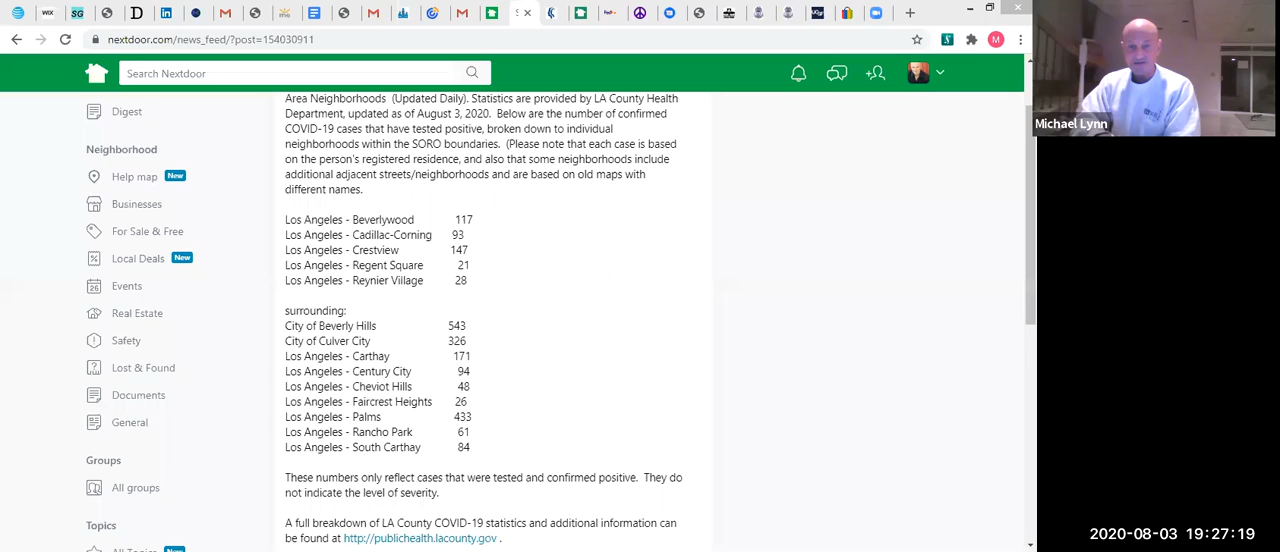 WIX
SG
D
me
UGgr
nextdoor.com/news_feed/?post=154030911
S
M
Search Nextdoor
Digest
Neighborhood
Help map New
Businesses
For Sale & Free
Local Deals New
26 Events
Real Estate
Safety
Lost & Found
Documents
General
Groups
All groups
Topics
All Topics New
Area Neighborhoods (Updated Daily). Statistics are provided by LA County Health
Department, updated as of August 3, 2020. Below are the number of confirmed
COVID-19 cases that have tested positive, broken down to individual
neighborhoods within the SORO boundaries. (Please note that each case is based
on the person's registered residence, and also that some neighborhoods include
additional adjacent streets/neighborhoods and are based on old maps with
different names.
Los Angeles - Beverlywood 117
Los Angeles - Cadillac-Corning 93
Los Angeles - Crestview 147
Los Angeles - Regent Square 21
Los Angeles - Reynier Village 28
surrounding:
City of Beverly Hills 543
City of Culver City 326
Los Angeles - Carthay 171
Los Angeles - Century City 94
Los Angeles - Cheviot Hills 48
Los Angeles - Faircrest Heights 26
Los Angeles - Palms 433
Los Angeles - Rancho Park 61
Los Angeles - South Carthay 84
These numbers only reflect cases that were tested and confirmed positive. They do
not indicate the level of severity.
A full breakdown of LA County COVID-19 statistics and additional information can
be found at http://publichealth.lacounty.gov .
Michael Lynn
2020-08-03 19:27:19